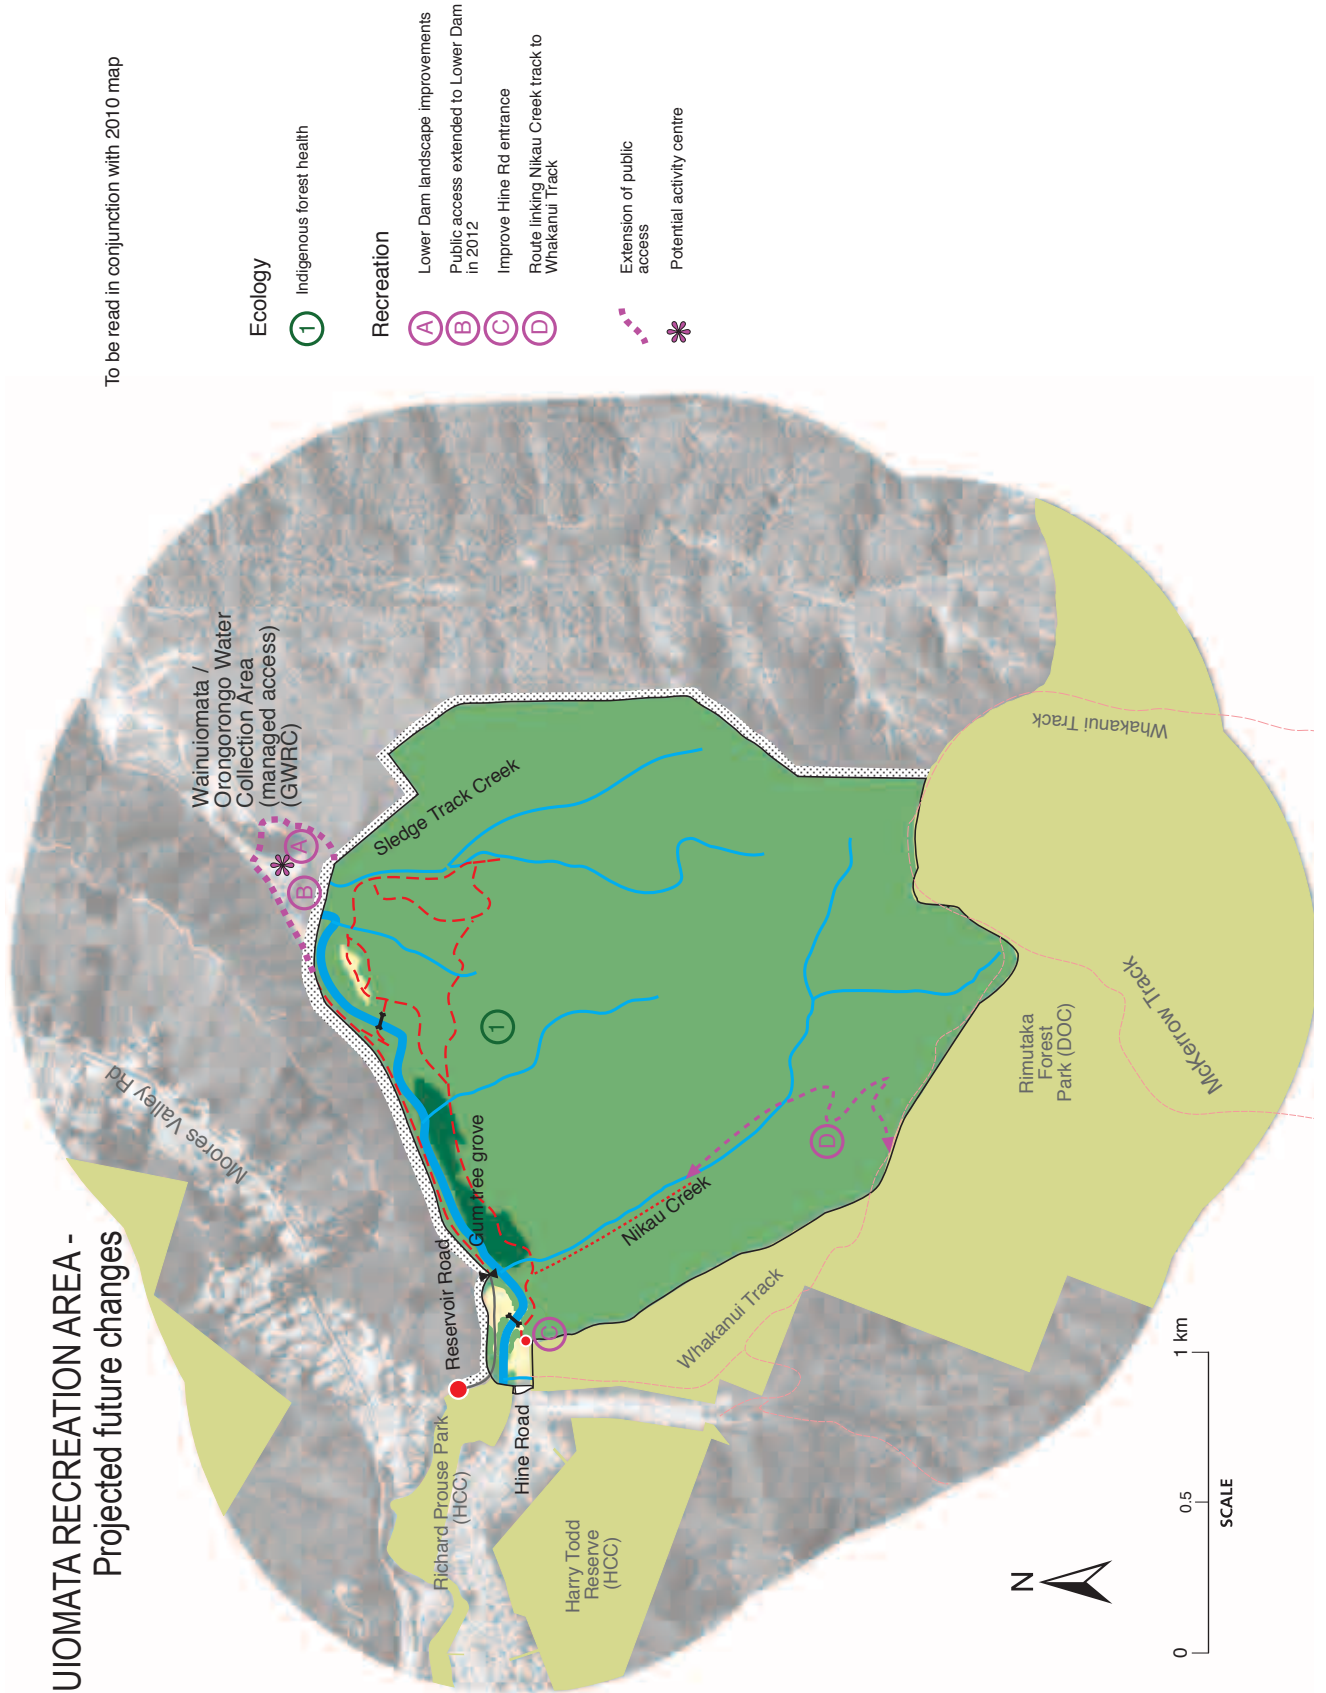 UIOMATA RECREATION AREA -
Projected future changes
To be read in conjunction with 2010 map
Ecology
1 Indigenous forest health
Recreation
A Lower Dam landscape improvements
B Public access extended to Lower Dam
in 2012
C Improve Hine Rd entrance
D Route linking Nikau Creek track to
Whakanui Track
Extension of public
access
Potential activity centre
Wainuiomata /
Orongorongo Water
Collection Area
(managed access)
(GWRC)
A
B
Moores Valley Rd
Sledge Track Creek
1
Gum tree grove
Reservoir Road
Nikau Creek
D
C
Richard Prouse Park
(HCC)
Hine Road
Harry Todd
Reserve
(HCC)
Whakanui Track
Whakanui Track
Rimutaka
Forest
Park (DOC)
McKerrow Track
N
0
0.5
1 km
SCALE